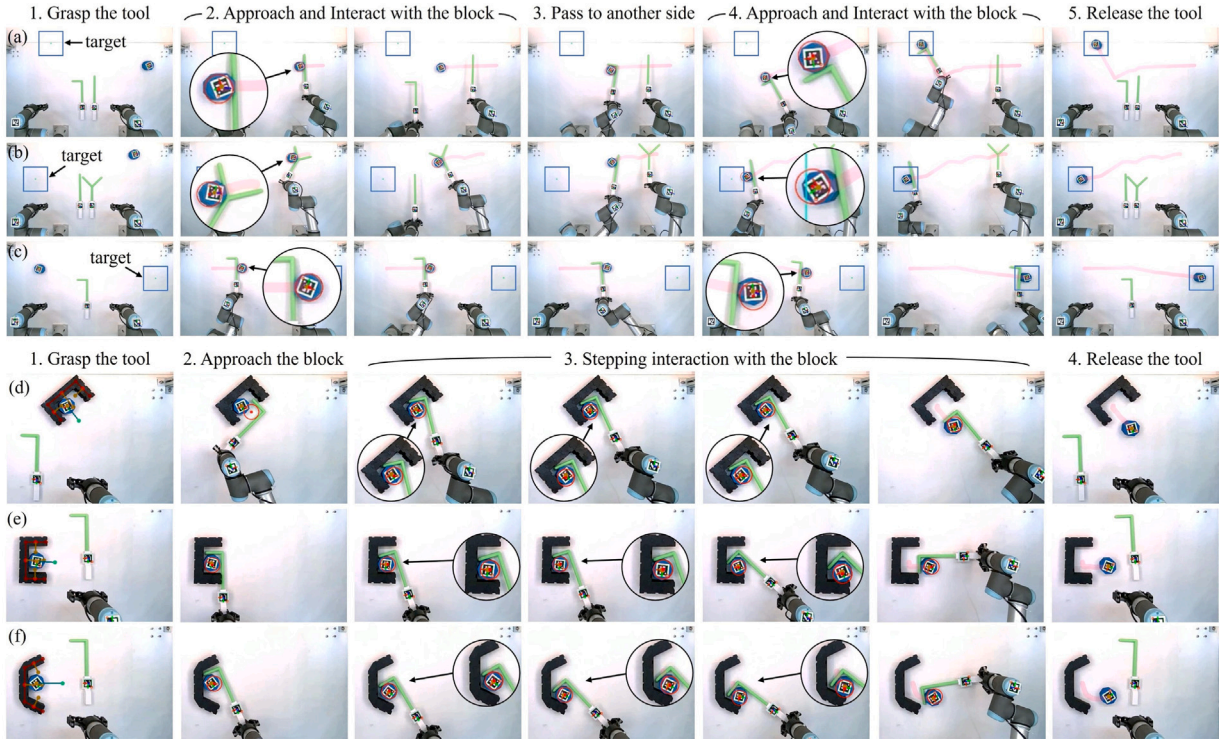 1. Grasp the tool
2. Approach and Interact with the block
3. Pass to another side
4. Approach and Interact with the block
5. Release the tool
(a)
target
(b)
target
(c)
target
1. Grasp the tool
2. Approach the block
3. Stepping interaction with the block
4. Release the tool
(d)
(e)
(f)